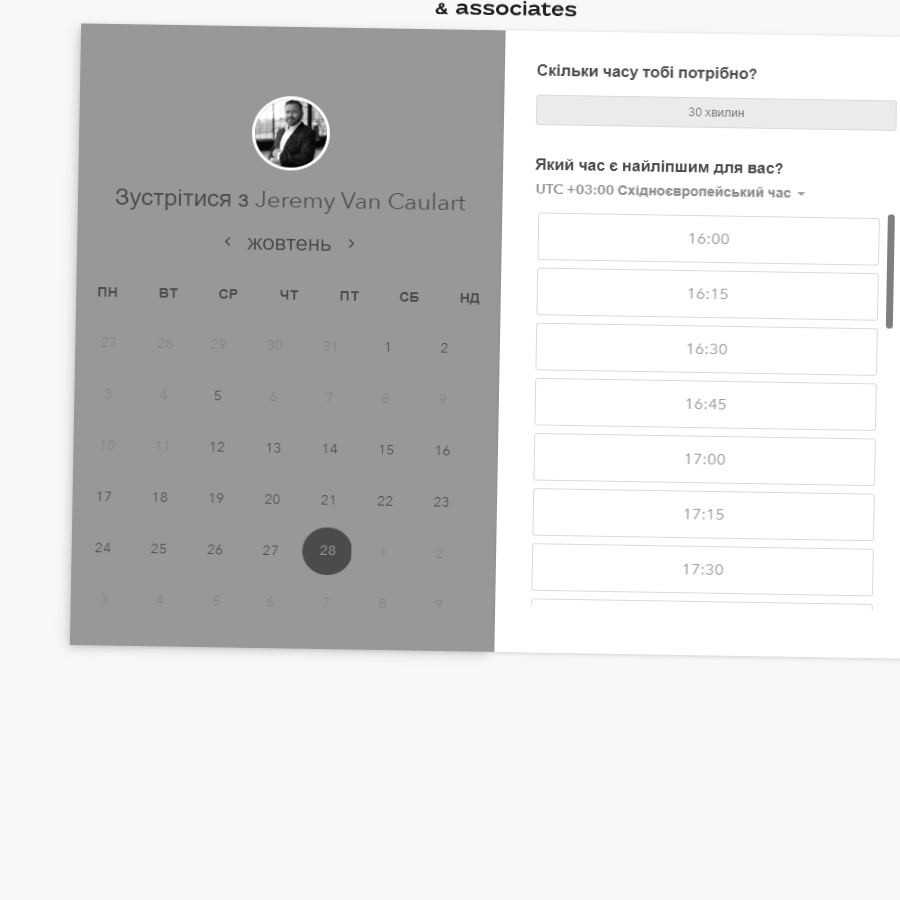 & associates
Зустрітися з Jeremy Van Caulart
‹ жовтень ›
ПН ВТ СР ЧТ ПТ СБ НД
27 28 29 30 31 1 2
3 4 5 6 7 8 9
10 11 12 13 14 15 16
17 18 19 20 21 22 23
24 25 26 27 28 1 2
3 4 5 6 7 8 9
Скільки часу тобі потрібно?
30 хвилин
Який час є найліпшим для вас?
UTC +03:00 Східноєвропейський час
16:00
16:15
16:30
16:45
17:00
17:15
17:30